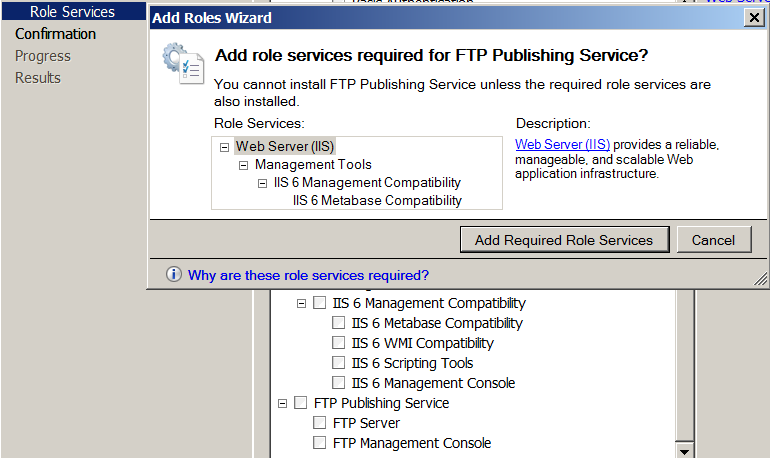 Role Services
Confirmation
Progress
Results
Add Roles Wizard
Add role services required for FTP Publishing Service?
You cannot install FTP Publishing Service unless the required role services are
also installed.
Role Services:
Web Server (IIS)
Management Tools
IIS 6 Management Compatibility
IIS 6 Metabase Compatibility
Description:
Web Server (IIS) provides a reliable,
manageable, and scalable Web
application infrastructure.
Add Required Role Services
Cancel
Why are these role services required?
IIS 6 Management Compatibility
IIS 6 Metabase Compatibility
IIS 6 WMI Compatibility
IIS 6 Scripting Tools
IIS 6 Management Console
FTP Publishing Service
FTP Server
FTP Management Console